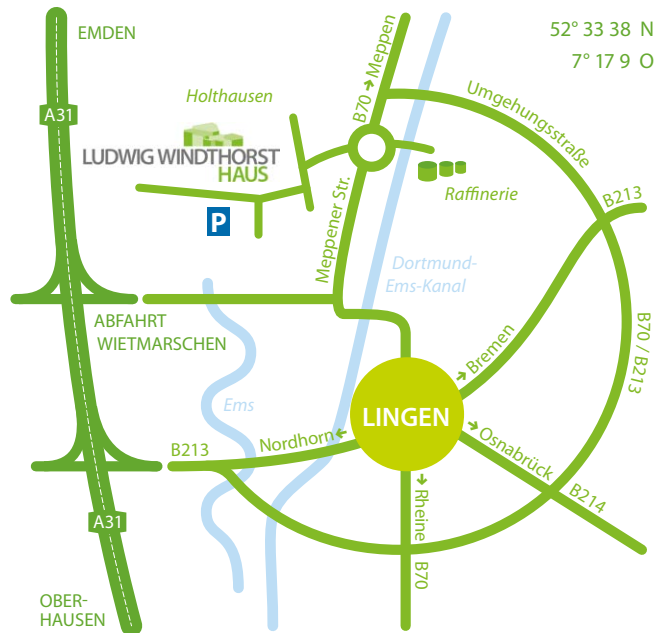 EMDEN
52° 33 38 N
7° 17 9 O
A31
Holthausen
B70 → Meppen
Umgehungsstraße
LUDWIG WINDTHORST
HAUS
Raffinerie
B213
P
Meppener Str.
Dortmund-
Ems-Kanal
ABFAHRT
WIETMARSCHEN
B70 / B213
→ Bremen
Ems
LINGEN
B213
Nordhorn ←
→ Osnabrück
B214
→ Rheine
B70
A31
OBER-
HAUSEN